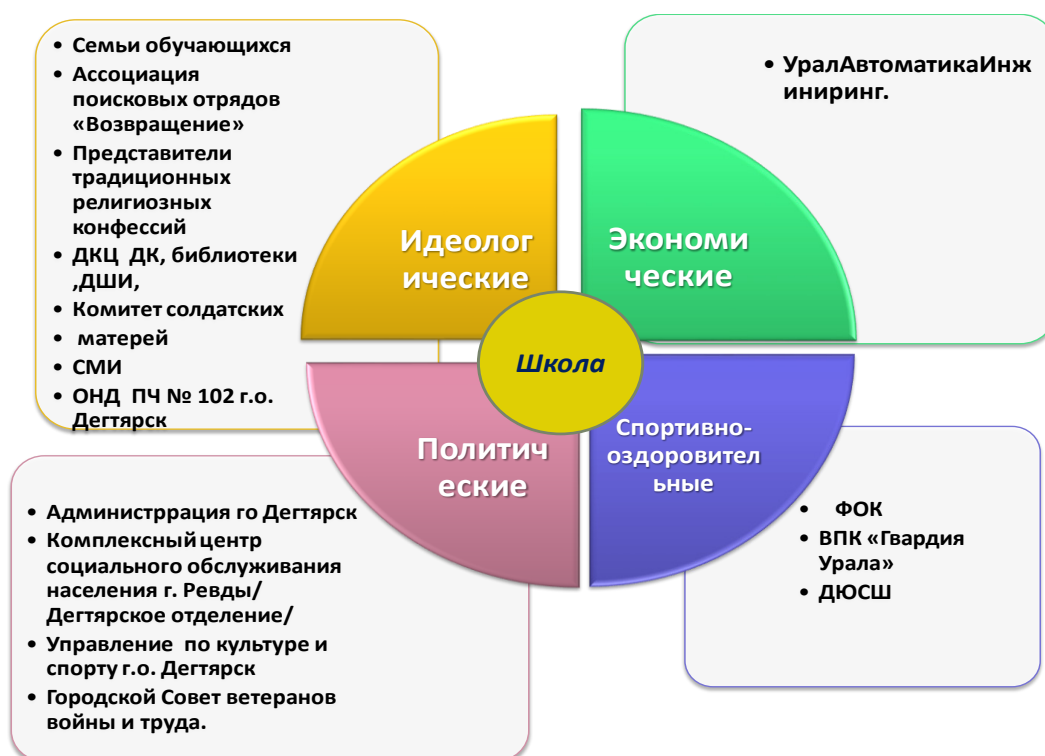 • Семьи обучающихся
• Ассоциация
поисковых отрядов
«Возвращение»
• Представители
традиционных
религиозных
конфессий
• ДКЦ ДК, библиотеки
,ДШИ,
• Комитет солдатских
• матерей
• СМИ
• ОНД ПЧ № 102 г.о.
Дегтярск
• УралАвтоматикаИнж
иниринг.
Идеолог
ические
Экономи
ческие
Школа
Политич
еские
Спортивно-
оздоровител
ьные
• Администррация го Дегтярск
• Комплексный центр
социального обслуживания
населения г. Ревды/
Дегтярское отделение/
• Управление по культуре и
спорту г.о. Дегтярск
• Городской Совет ветеранов
войны и труда.
• ФОК
• ВПК «Гвардия
Урала»
• ДЮСШ